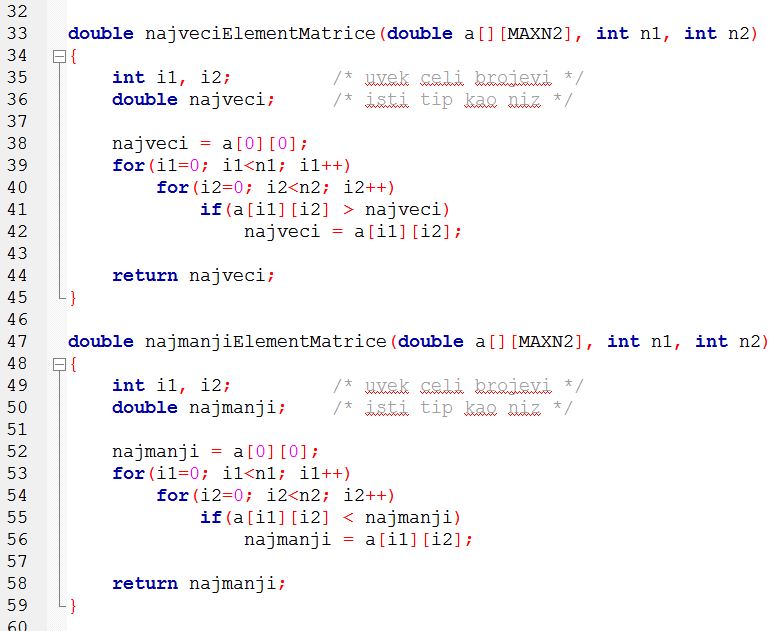 32
33 double najveciElementMatrice(double a[][MAXN2], int n1, int n2)
34 {
35     int i1, i2;         /* uvek celi brojevi */
36     double najveci;     /* isti tip kao niz */
37
38     najveci = a[0][0];
39     for(i1=0; i1<n1; i1++)
40         for(i2=0; i2<n2; i2++)
41             if(a[i1][i2] > najveci)
42                 najveci = a[i1][i2];
43
44     return najveci;
45 }
46
47 double najmanjiElementMatrice(double a[][MAXN2], int n1, int n2)
48 {
49     int i1, i2;         /* uvek celi brojevi */
50     double najmanji;    /* isti tip kao niz */
51
52     najmanji = a[0][0];
53     for(i1=0; i1<n1; i1++)
54         for(i2=0; i2<n2; i2++)
55             if(a[i1][i2] < najmanji)
56                 najmanji = a[i1][i2];
57
58     return najmanji;
59 }
60